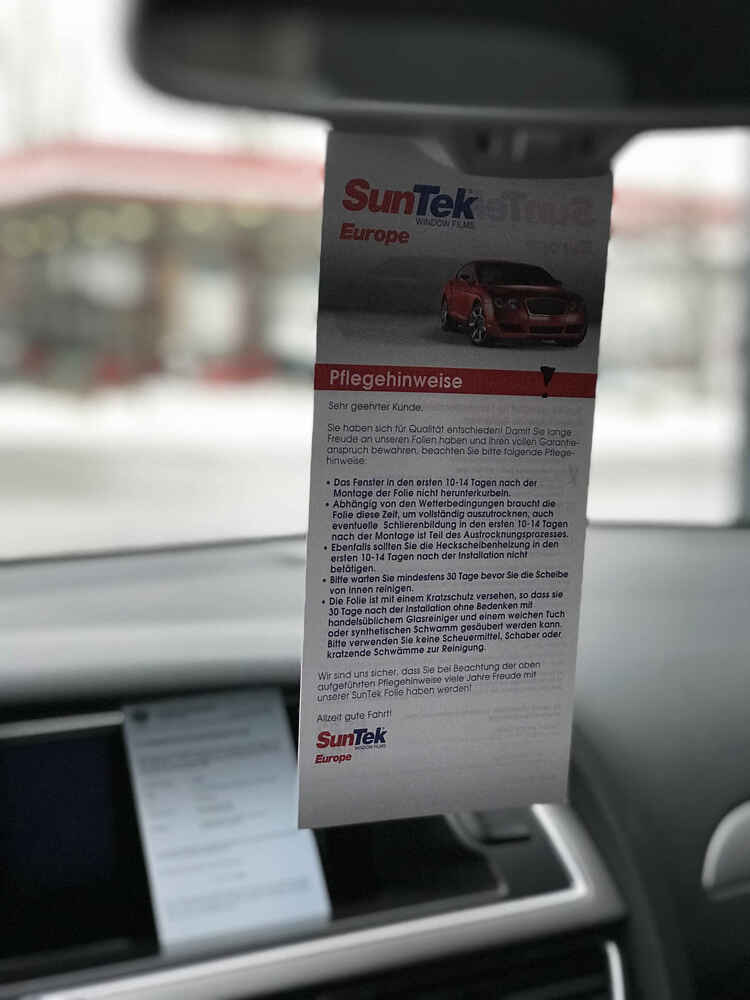 SunTek
WINDOW FILMS
Europe
Pflegehinweise
Sehr geehrter Kunde,
Sie haben sich für Qualität entschieden! Damit Sie lange
Freude an unseren Folien haben und Ihren vollen Garantie-
anspruch bewahren, beachten Sie bitte folgende Pflege-
hinweise:
• Das Fenster in den ersten 10-14 Tagen nach der
Montage der Folie nicht herunterkurbeln.
• Abhängig von den Wetterbedingungen braucht die
Folie diese Zeit, um vollständig auszutrocknen, auch
eventuelle Schlierenbildung in den ersten 10-14 Tagen
nach der Montage ist Teil des Austrocknungsprozesses.
• Ebenfalls sollten Sie die Heckscheibenheizung in den
ersten 10-14 Tagen nach der Installation nicht
betätigen.
• Bitte warten Sie mindestens 30 Tage bevor Sie die Scheibe
von Innen reinigen.
• Die Folie ist mit einem Kratzschutz versehen, so dass sie
30 Tage nach der Installation ohne Bedenken mit
handelsüblichem Glasreiniger und einem weichen Tuch
oder synthetischen Schwamm gesäubert werden kann.
Bitte verwenden Sie keine Scheuermittel, Schaber oder
kratzende Schwämme zur Reinigung.
Wir sind uns sicher, dass Sie bei Beachtung der oben
aufgeführten Pflegehinweise viele Jahre Freude mit
unserer SunTek Folie haben werden!
Allzeit gute Fahrt!
SunTek
WINDOW FILMS
Europe